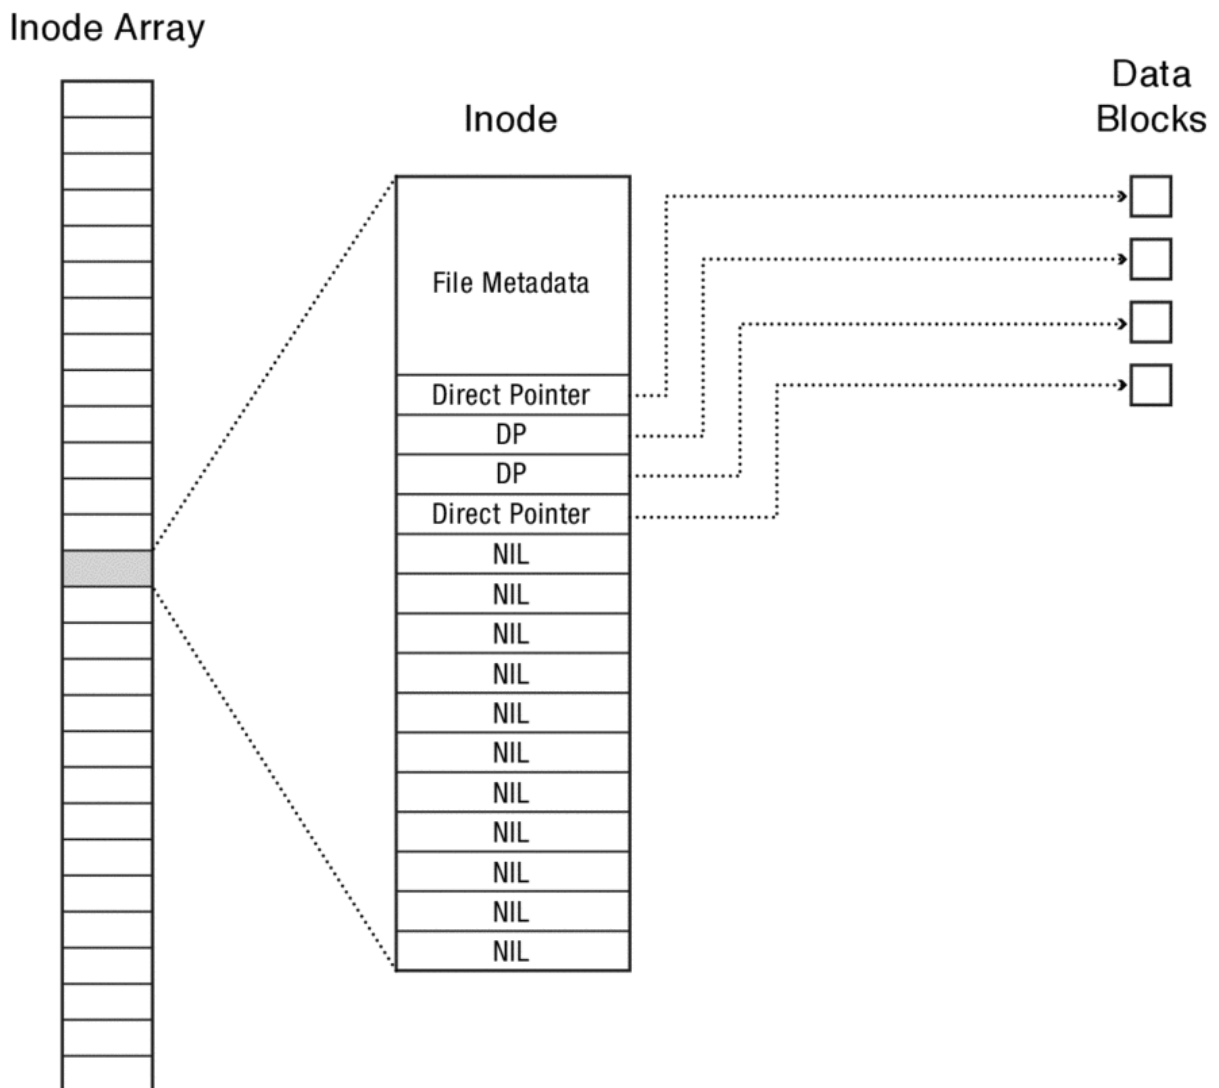 Inode Array
Inode
Data
Blocks
File Metadata
Direct Pointer
DP
DP
Direct Pointer
NIL
NIL
NIL
NIL
NIL
NIL
NIL
NIL
NIL
NIL
NIL